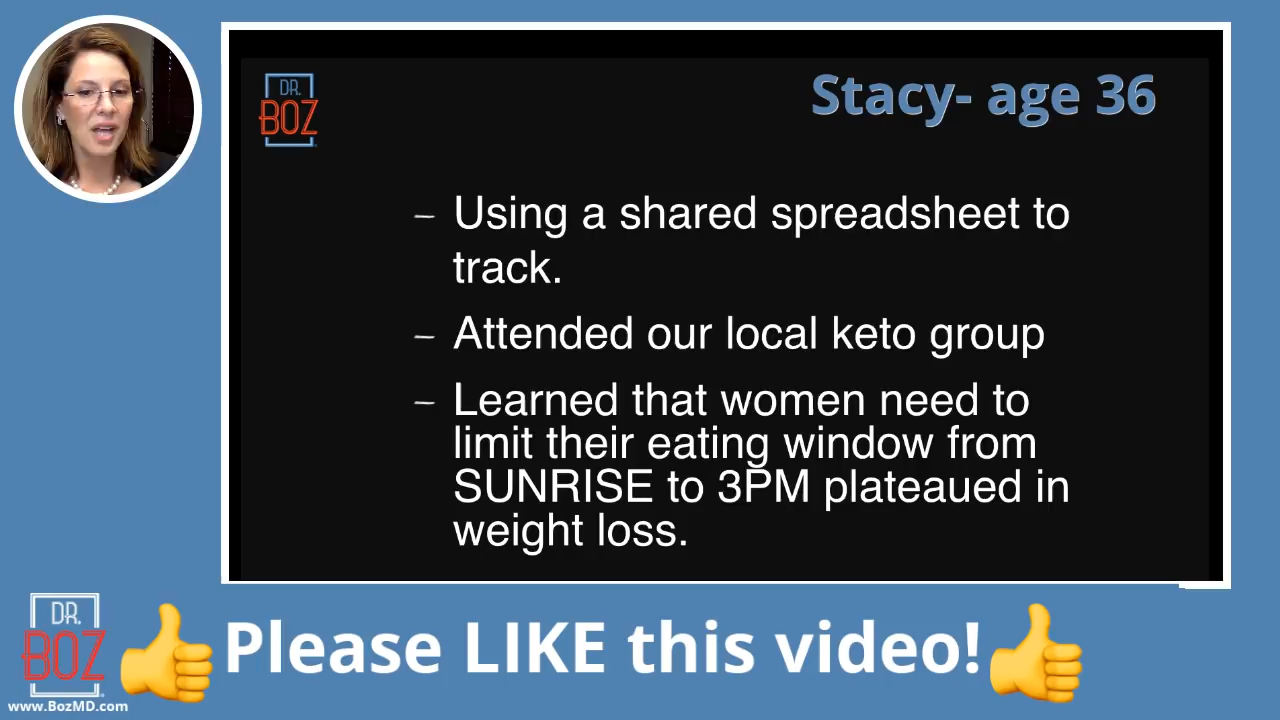 DR.
BOZ
Stacy- age 36
– Using a shared spreadsheet to
track.
– Attended our local keto group
– Learned that women need to
limit their eating window from
SUNRISE to 3PM plateaued in
weight loss.
DR.
BOZ
Please LIKE this video!
www.BozMD.com